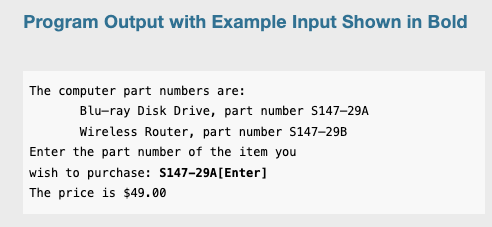 Program Output with Example Input Shown in Bold
The computer part numbers are:
Blu–ray Disk Drive, part number S147–29A
Wireless Router, part number S147–29B
Enter the part number of the item you
wish to purchase: S147–29A[Enter]
The price is $49.00